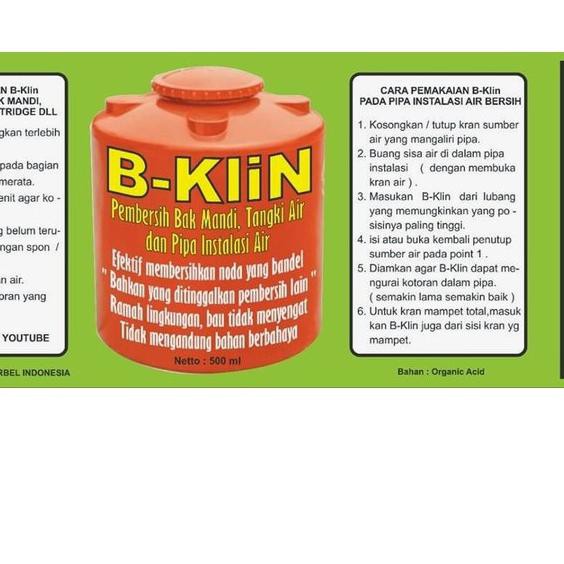 N B-Klin
K MANDI,
TRIDGE DLL
gkan terlebih
pada bagian
merata.
enit agar ko -
g belum teru-
ngan spon /
an air.
oran yang
YOUTUBE
RBEL INDONESIA
B-KliN
Pembersih Bak Mandi, Tangki Air
dan Pipa Instalasi Air
Efektif membersihkan noda yang bandel
" Bahkan yang ditinggalkan pembersih lain "
Ramah lingkungan, bau tidak menyengat
Tidak mengandung bahan berbahaya
Netto : 500 ml
CARA PEMAKAIAN B-Klin
PADA PIPA INSTALASI AIR BERSIH
1. Kosongkan / tutup kran sumber
air yang mangaliri pipa.
2. Buang sisa air di dalam pipa
instalasi ( dengan membuka
kran air ) .
3. Masukan B-Klin dari lubang
yang memungkinkan yang po -
sisinya paling tinggi.
4. isi atau buka kembali penutup
sumber air pada point 1 .
5. Diamkan agar B-Klin dapat me-
ngurai kotoran dalam pipa.
( semakin lama semakin baik )
6. Untuk kran mampet total,masuk
kan B-Klin juga dari sisi kran yg
mampet.
Bahan : Organic Acid